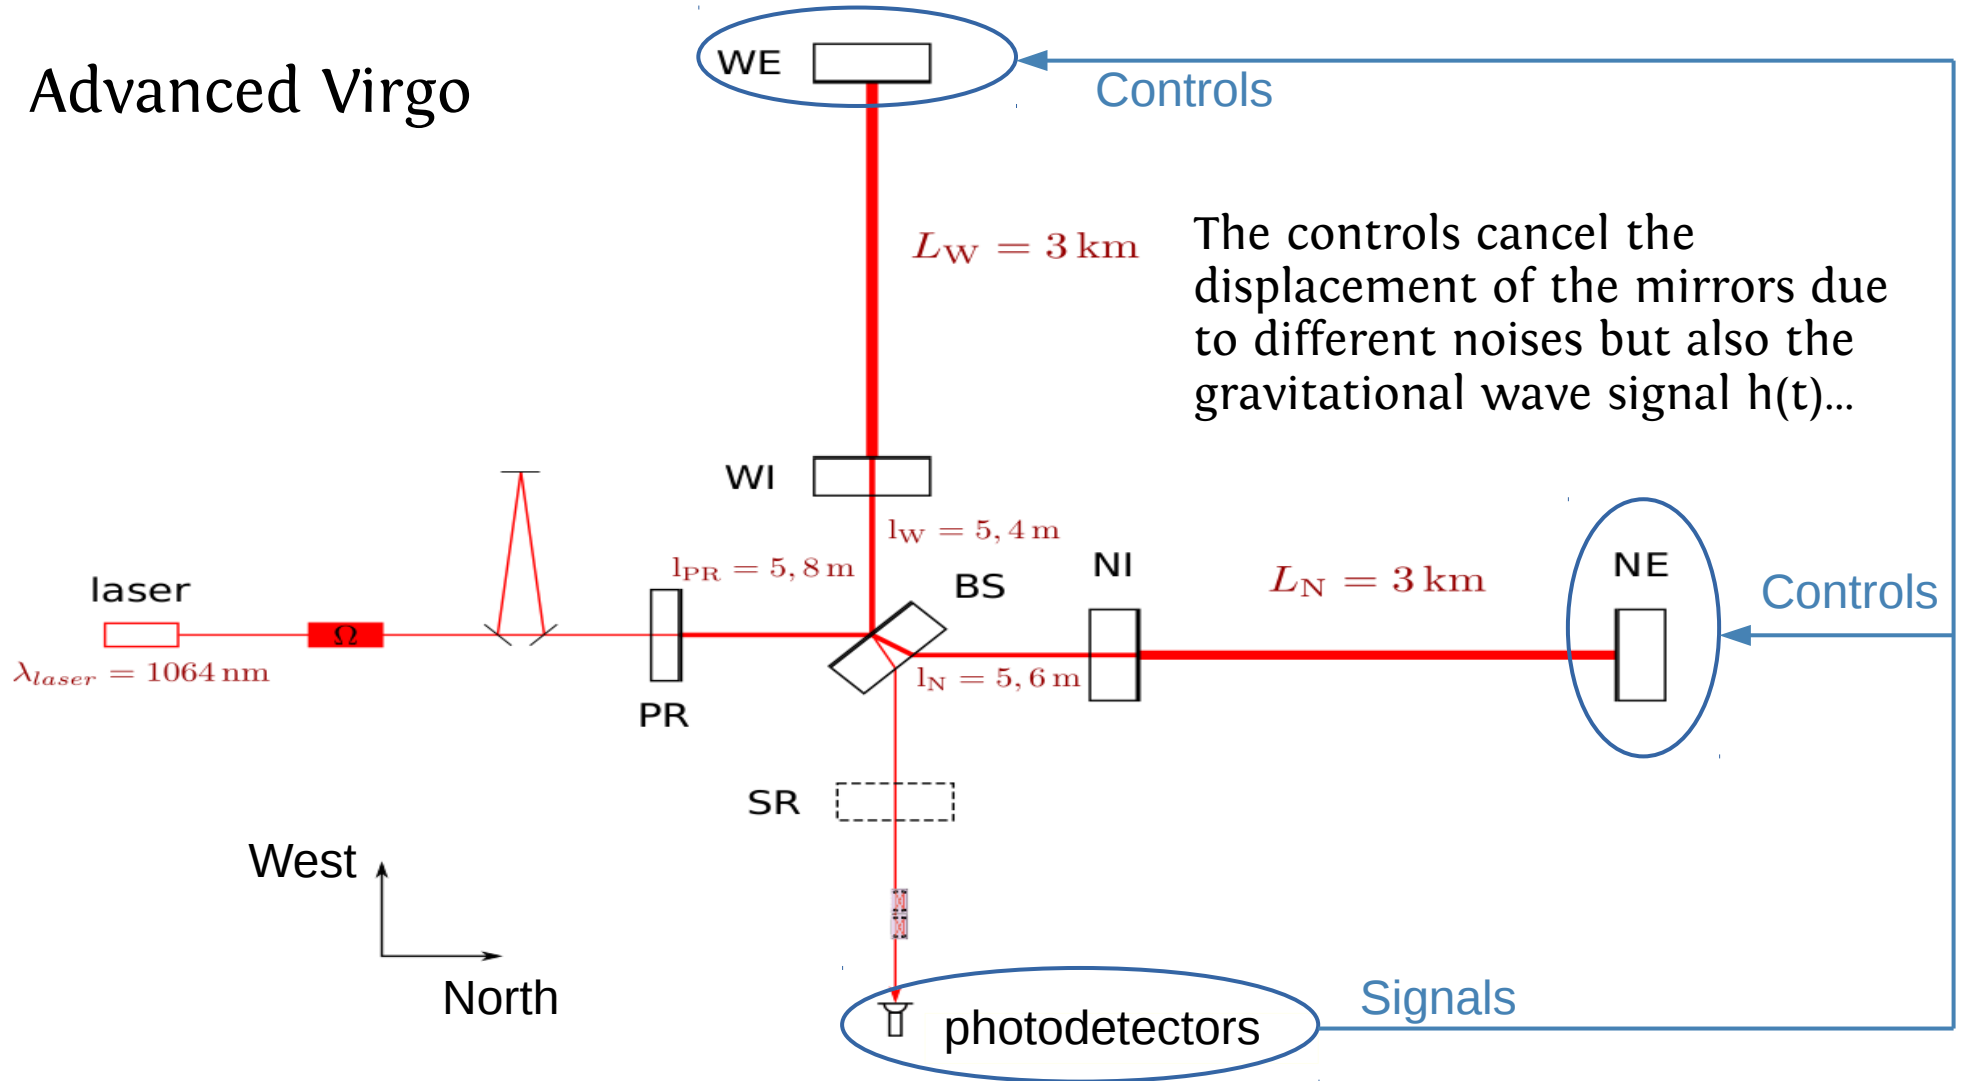 Advanced Virgo
WE
Controls
L_W = 3 km
The controls cancel the
displacement of the mirrors due
to different noises but also the
gravitational wave signal h(t)...
WI
l_W = 5,4 m
l_PR = 5,8 m
BS
NI
L_N = 3 km
NE
Controls
laser
Ω
λ_laser = 1064 nm
l_N = 5,6 m
PR
SR
West
North
photodetectors
Signals